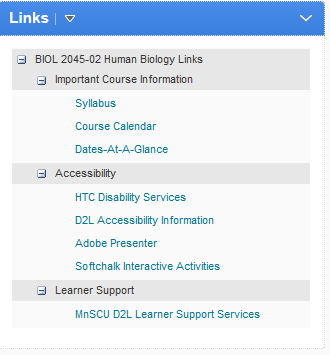 Links
BIOL 2045-02 Human Biology Links
Important Course Information
Syllabus
Course Calendar
Dates-At-A-Glance
Accessibility
HTC Disability Services
D2L Accessibility Information
Adobe Presenter
Softchalk Interactive Activities
Learner Support
MnSCU D2L Learner Support Services